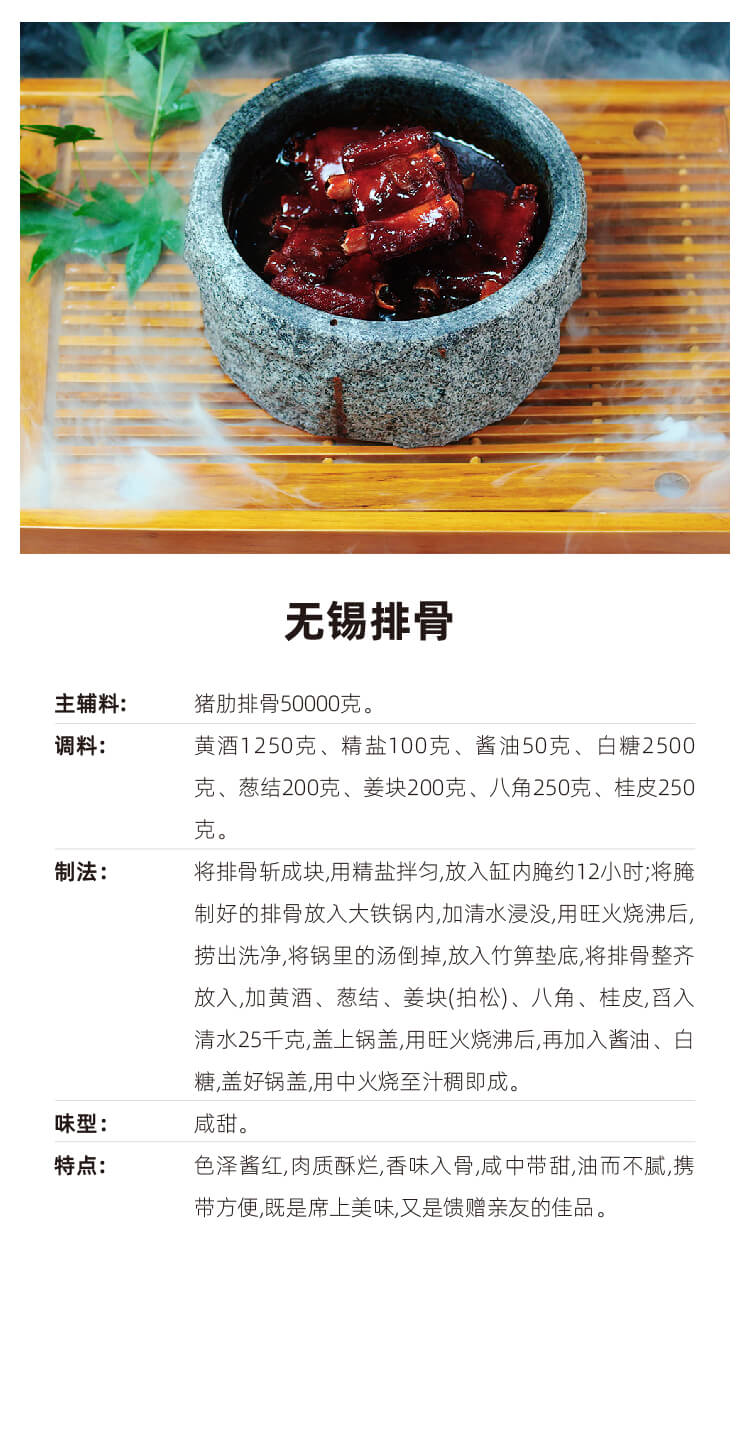 无锡排骨
主辅料:
猪肋排骨50000克。
调料:
黄酒1250克、精盐100克、酱油50克、白糖2500
克、葱结200克、姜块200克、八角250克、桂皮250
克。
制法:
将排骨斩成块,用精盐拌匀,放入缸内腌约12小时;将腌
制好的排骨放入大铁锅内,加清水浸没,用旺火烧沸后,
捞出洗净,将锅里的汤倒掉,放入竹箅垫底,将排骨整齐
放入,加黄酒、葱结、姜块(拍松)、八角、桂皮,舀入
清水25千克,盖上锅盖,用旺火烧沸后,再加入酱油、白
糖,盖好锅盖,用中火烧至汁稠即成。
味型:
咸甜。
特点:
色泽酱红,肉质酥烂,香味入骨,咸中带甜,油而不腻,携
带方便,既是席上美味,又是馈赠亲友的佳品。